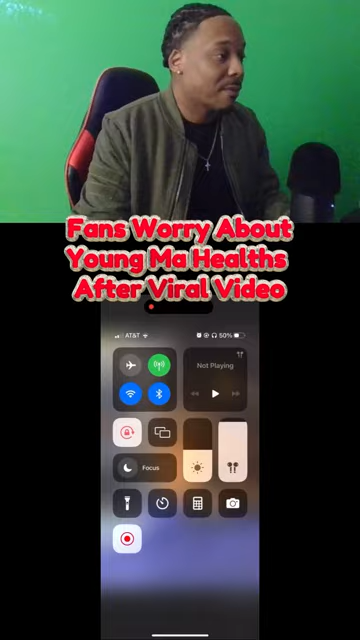 Fans Worry About
Young Ma Healths
After Viral Video
AT&T 50%
Not Playing
Focus